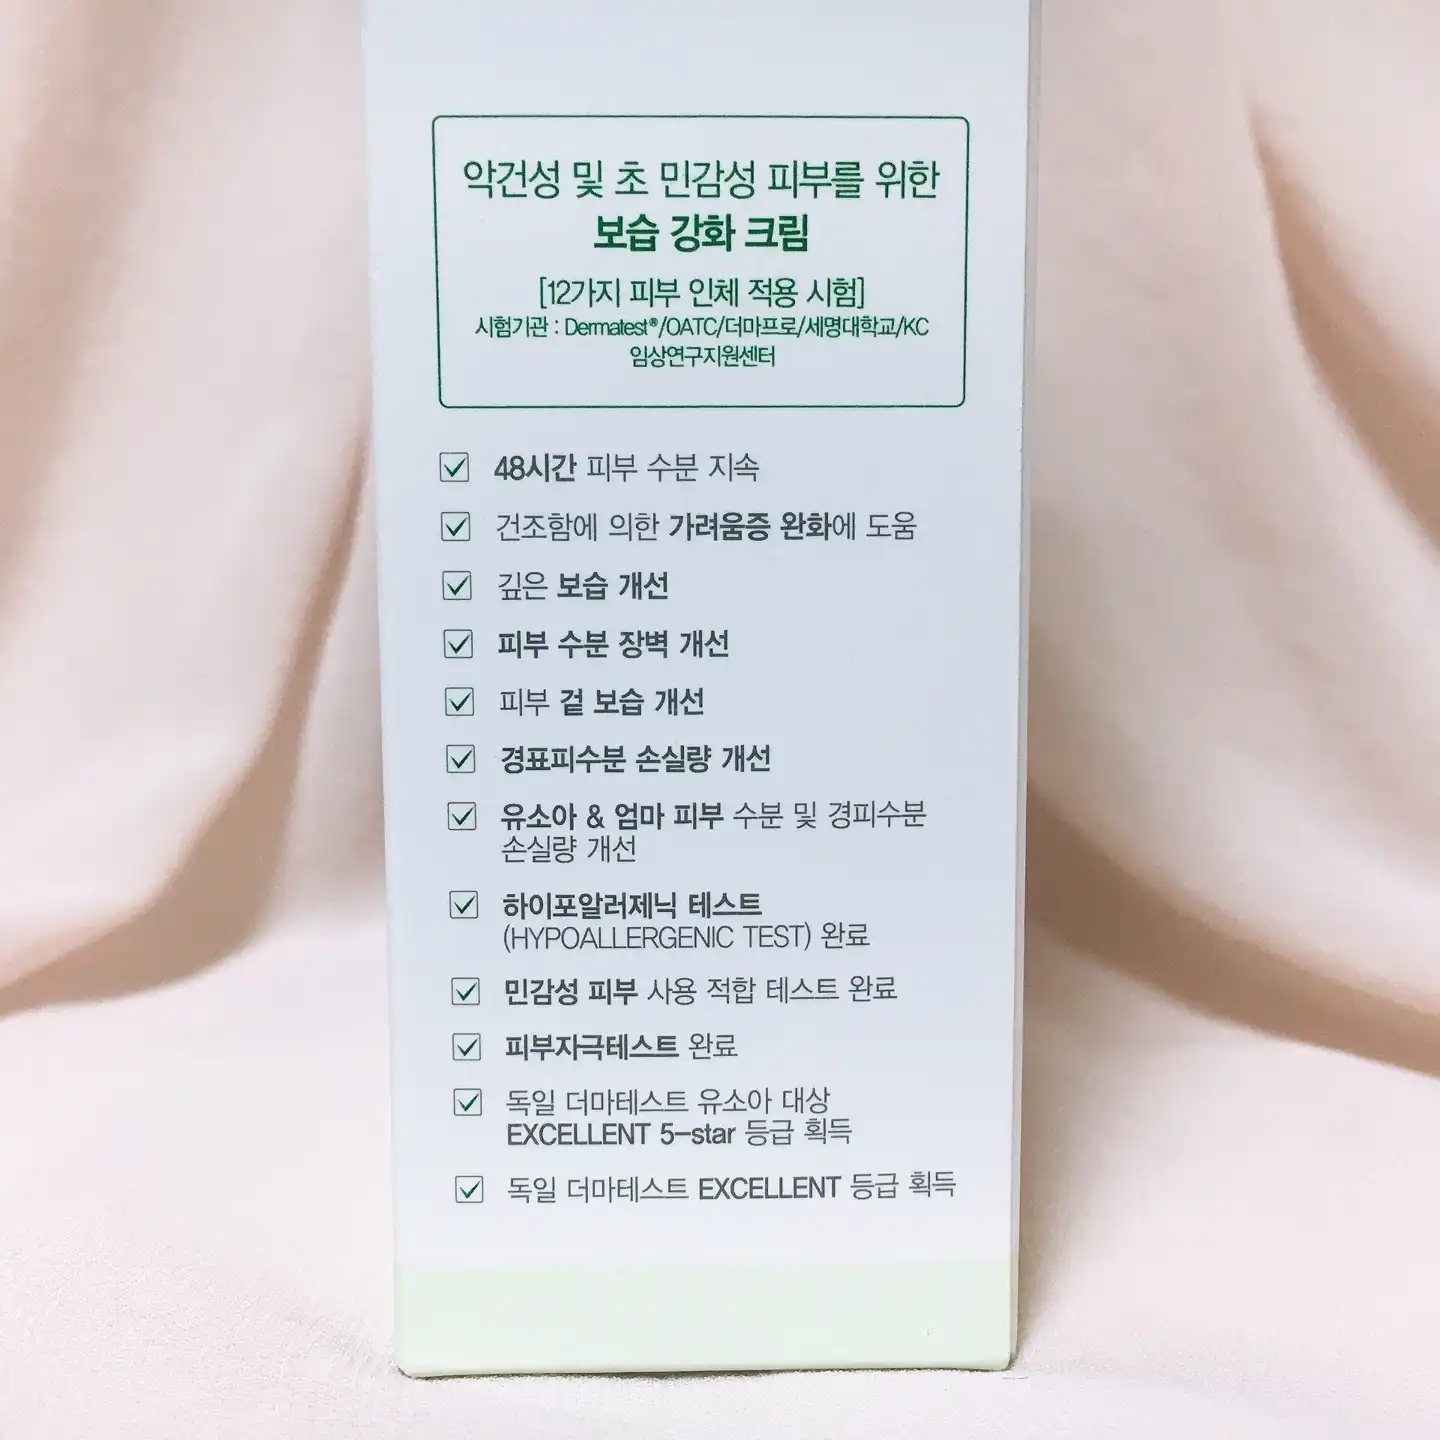 악건성 및 초 민감성 피부를 위한
보습 강화 크림
[12가지 피부 인체 적용 시험]
시험기관 : Dermatest®/OATC/더마프로/세명대학교/KC
임상연구지원센터
48시간 피부 수분 지속
건조함에 의한 가려움증 완화에 도움
깊은 보습 개선
피부 수분 장벽 개선
피부 겉 보습 개선
경표피수분 손실량 개선
유소아 & 엄마 피부 수분 및 경피수분
손실량 개선
하이포알러제닉 테스트
(HYPOALLERGENIC TEST) 완료
민감성 피부 사용 적합 테스트 완료
피부자극테스트 완료
독일 더마테스트 유소아 대상
EXCELLENT 5-star 등급 획득
독일 더마테스트 EXCELLENT 등급 획득